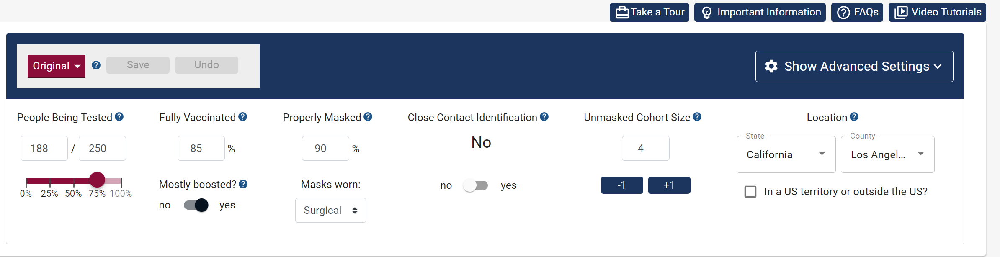 Take a Tour
Important Information
FAQs
Video Tutorials
Original
Save
Undo
Show Advanced Settings
People Being Tested
188 / 250
0% 25% 50% 75% 100%
Fully Vaccinated
85 %
Mostly boosted?
no yes
Properly Masked
90 %
Masks worn:
Surgical
Close Contact Identification
No
no yes
Unmasked Cohort Size
4
-1 +1
Location
State
California
County
Los Angel...
In a US territory or outside the US?